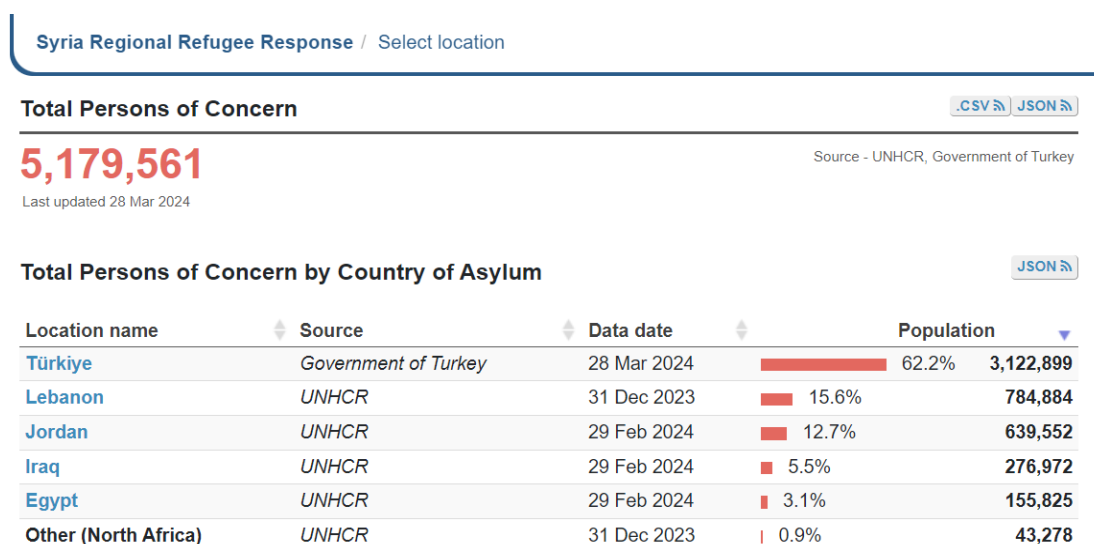 Syria Regional Refugee Response / Select location
Total Persons of Concern
.CSV JSON
5,179,561
Source - UNHCR, Government of Turkey
Last updated 28 Mar 2024
Total Persons of Concern by Country of Asylum
JSON
Location name Source Data date Population
Türkiye Government of Turkey 28 Mar 2024 62.2% 3,122,899
Lebanon UNHCR 31 Dec 2023 15.6% 784,884
Jordan UNHCR 29 Feb 2024 12.7% 639,552
Iraq UNHCR 29 Feb 2024 5.5% 276,972
Egypt UNHCR 29 Feb 2024 3.1% 155,825
Other (North Africa) UNHCR 31 Dec 2023 0.9% 43,278